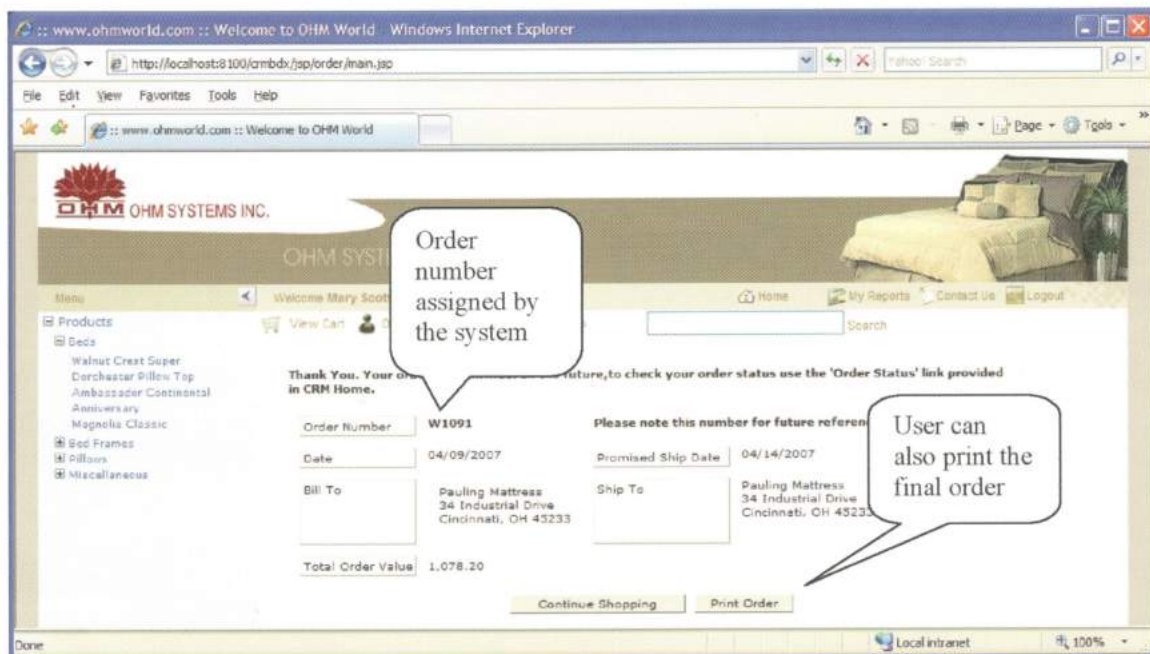 :: www.ohmworld.com :: Welcome to OHM World - Windows Internet Explorer
http://localhost:8100/crmbdx/jsp/order/main.jsp
Yahoo! Search
File Edit View Favorites Tools Help
:: www.ohmworld.com :: Welcome to OHM World
Page Tools
OHM OHM SYSTEMS INC.
OHM SYST
Order
number
assigned by
the system
Menu
Welcome Mary Scot
Home My Reports Contact Us Logout
View Cart
Search
Products
Beds
Walnut Crest Super
Dorchester Pillow Top
Ambassador Continental
Anniversary
Magnolia Classic
Bed Frames
Pillows
Miscellaneous
Thank You. Your future,to check your order status use the 'Order Status' link provided
in CRM Home.
Order Number W1091 Please note this number for future
Date 04/09/2007 Promised Ship Date 04/14/2007
Bill To Pauling Mattress
34 Industrial Drive
Cincinnati, OH 45233
Ship To Pauling Mattress
34 Industrial Drive
Cincinnati, OH 45233
User can
also print the
final order
Total Order Value 1,078.20
Continue Shopping Print Order
Done Local intranet 100%